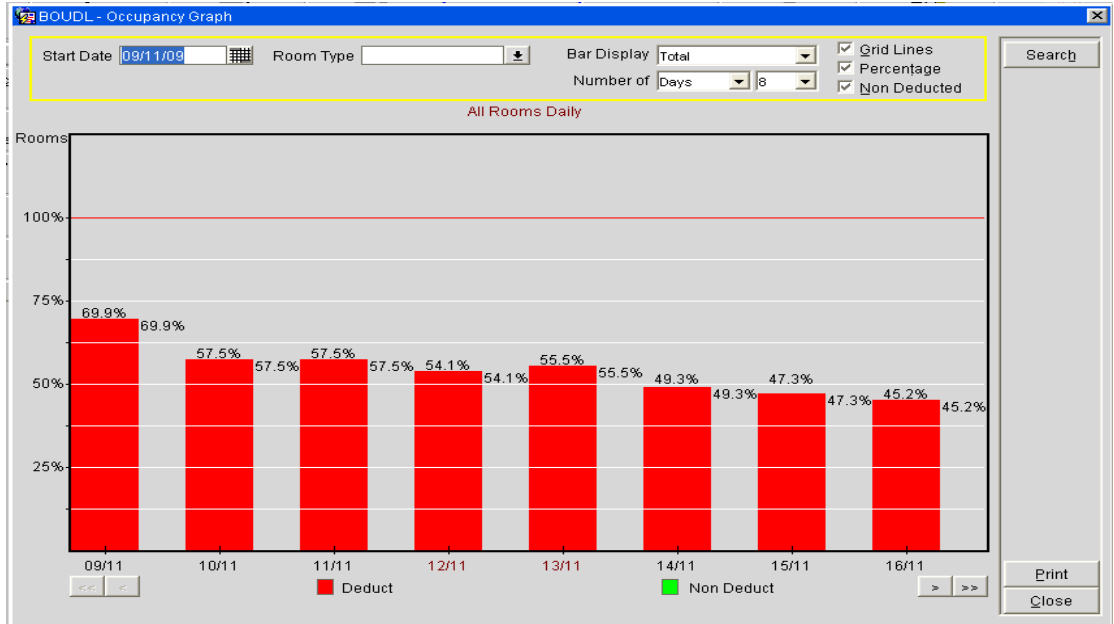 BOUDL - Occupancy Graph
Start Date 09/11/09 Room Type Bar Display Total Grid Lines Search
Percentage
Number of Days 8 Non Deducted
All Rooms Daily
Rooms
100%
75%
69.9% 69.9%
57.5% 57.5% 57.5% 57.5% 54.1% 54.1% 55.5% 55.5% 49.3% 49.3% 47.3% 47.3% 45.2% 45.2%
50%
25%
09/11 10/11 11/11 12/11 13/11 14/11 15/11 16/11
<< < Deduct Non Deduct > >>
Print
Close